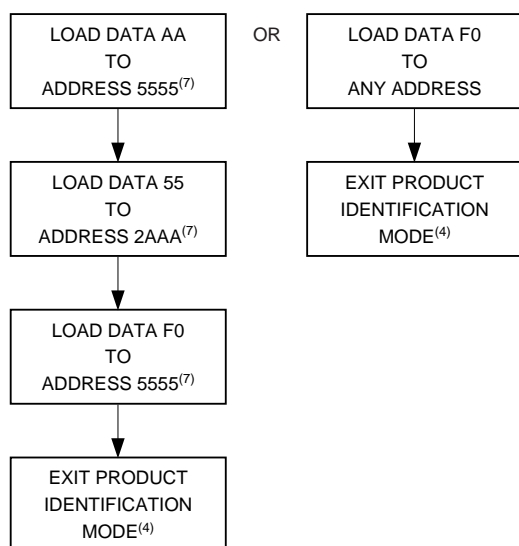 LOAD DATA AA
TO
ADDRESS 5555(7)
LOAD DATA 55
TO
ADDRESS 2AAA(7)
LOAD DATA F0
TO
ADDRESS 5555(7)
EXIT PRODUCT
IDENTIFICATION
MODE(4)
OR
LOAD DATA F0
TO
ANY ADDRESS
EXIT PRODUCT
IDENTIFICATION
MODE(4)